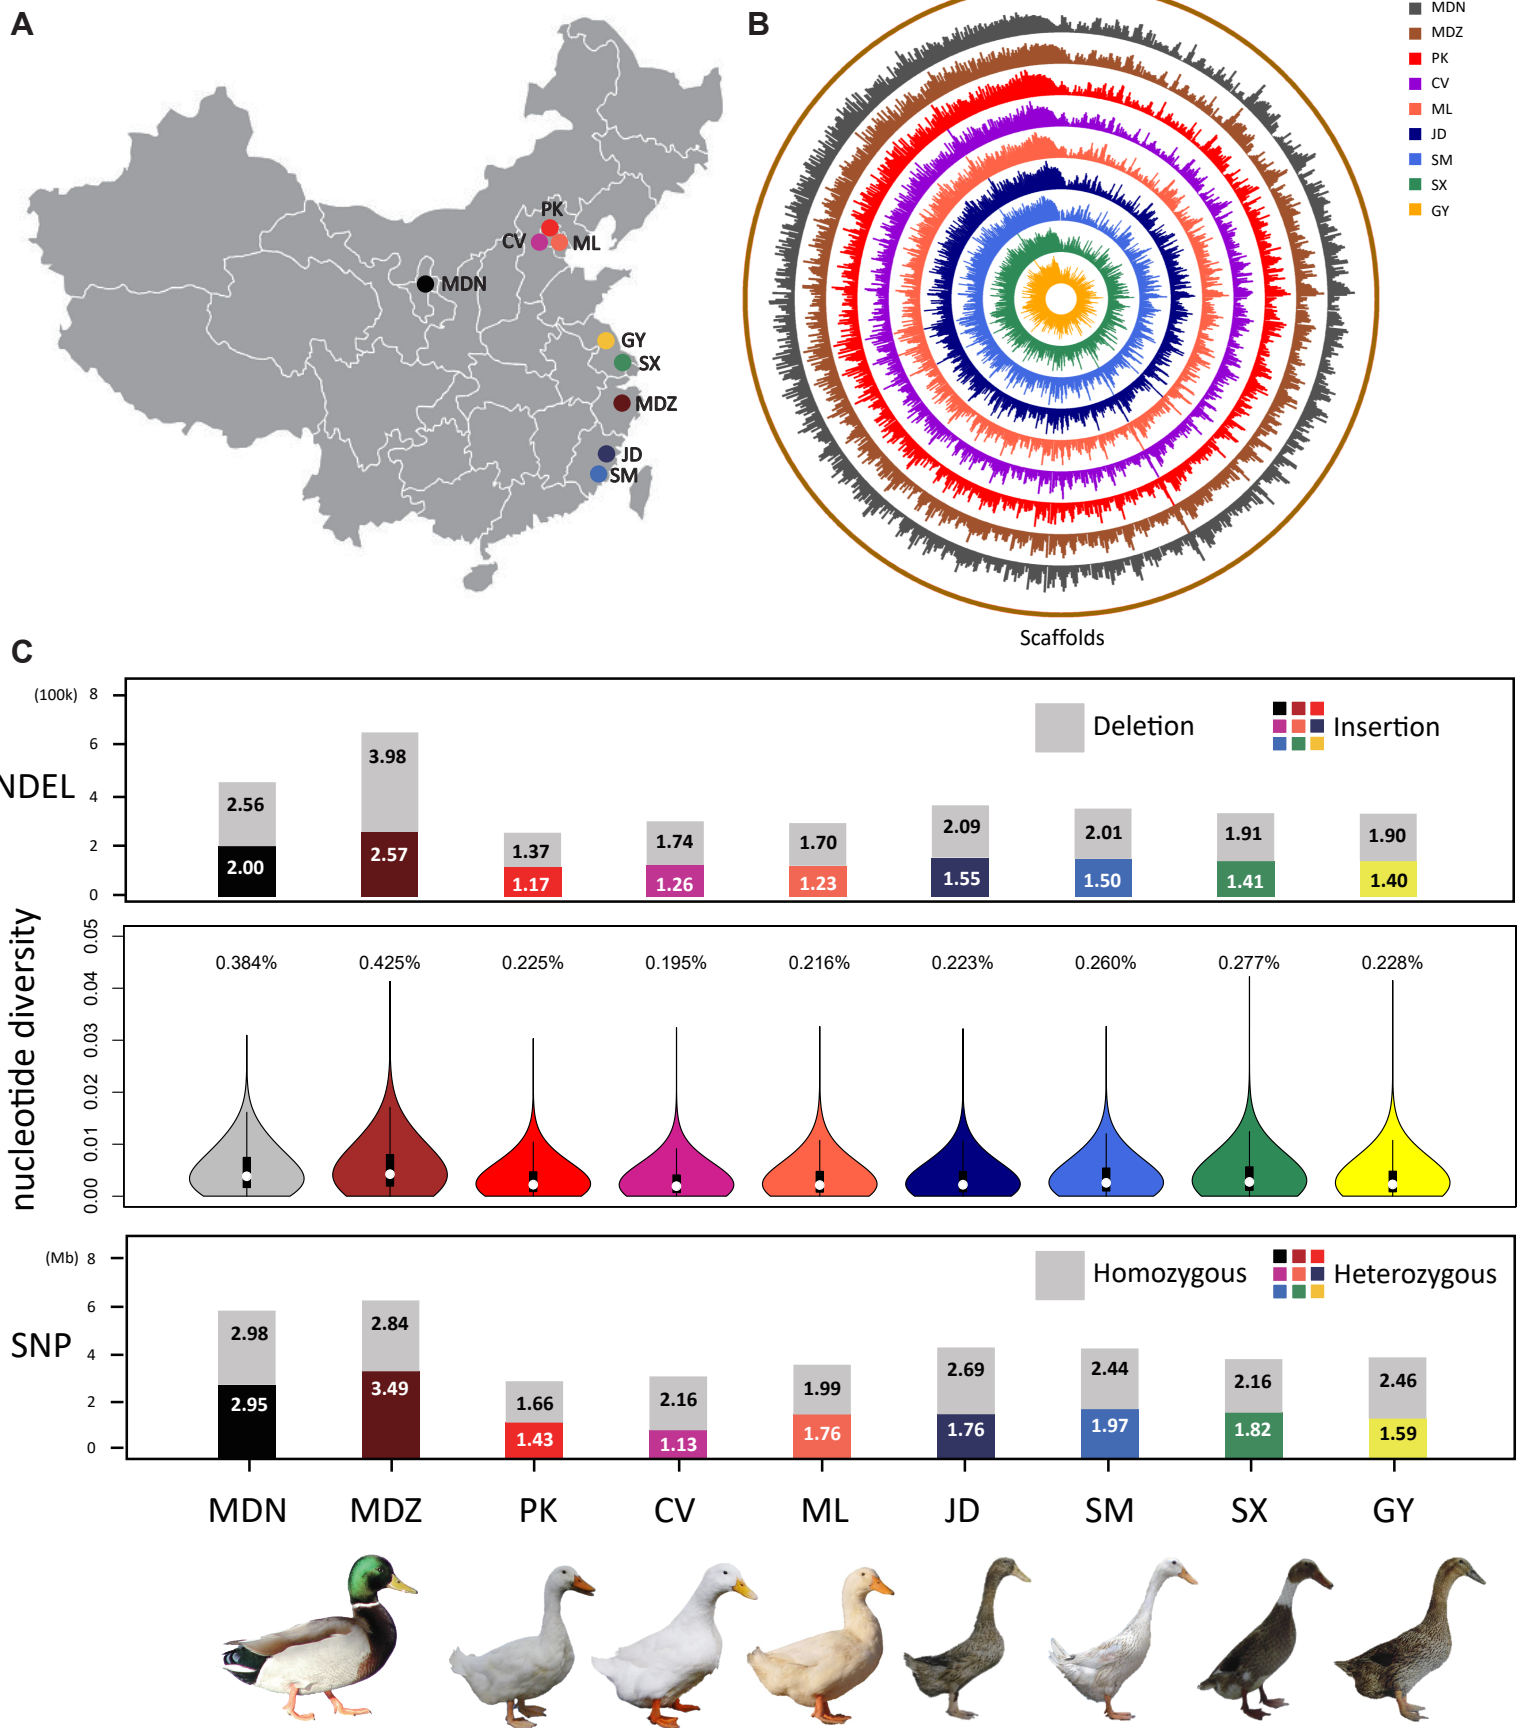 A
PK
CV
ML
MDN
GY
SX
MDZ
JD
SM
B
MDN
MDZ
PK
CV
ML
JD
SM
SX
GY
Scaffolds
C
(100k)
8
6
4
2
0
NDEL
Deletion
Insertion
2.56
3.98
1.37
1.74
1.70
2.09
2.01
1.91
1.90
2.00
2.57
1.17
1.26
1.23
1.55
1.50
1.41
1.40
nucleotide diversity
0.05
0.04
0.03
0.02
0.01
0.00
0.384%
0.425%
0.225%
0.195%
0.216%
0.223%
0.260%
0.277%
0.228%
(Mb)
8
6
4
2
0
SNP
Homozygous
Heterozygous
2.98
2.84
1.66
2.16
1.99
2.69
2.44
2.16
2.46
2.95
3.49
1.43
1.13
1.76
1.76
1.97
1.82
1.59
MDN
MDZ
PK
CV
ML
JD
SM
SX
GY